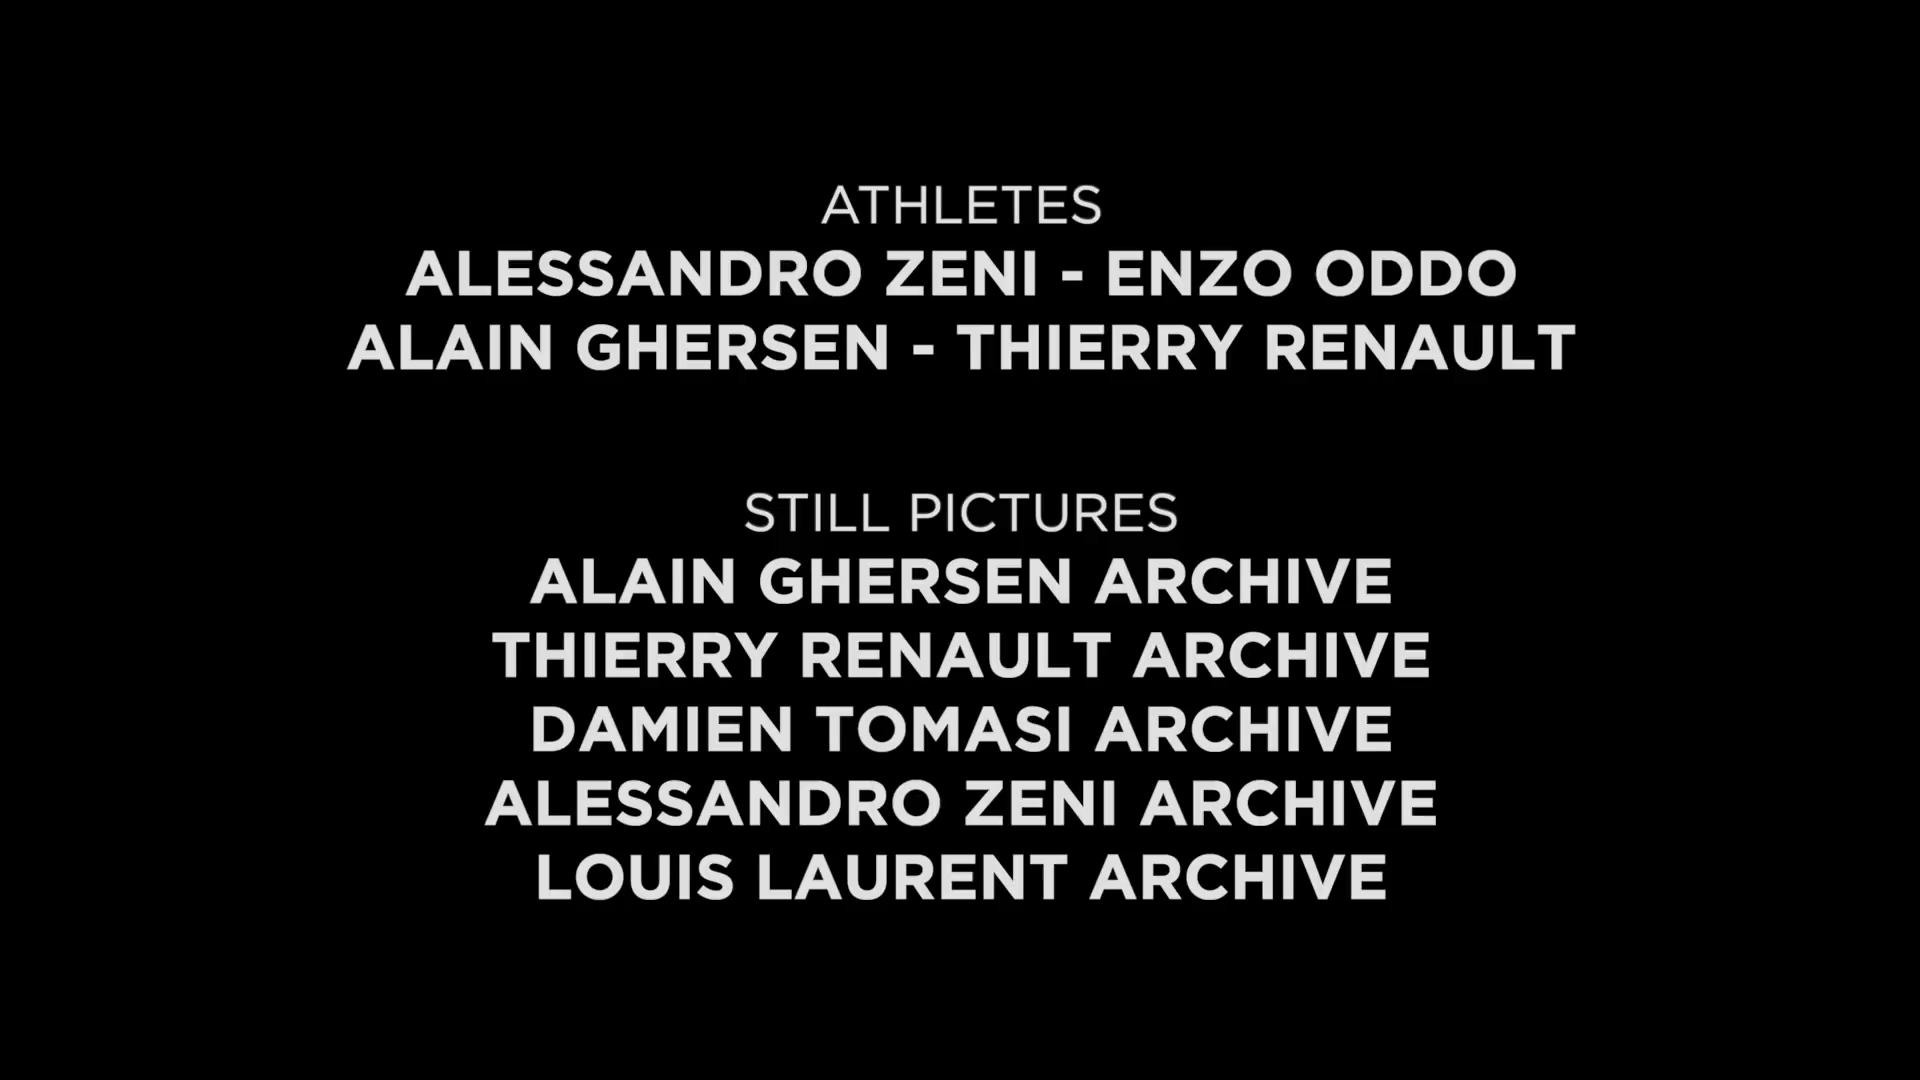 ATHLETES
ALESSANDRO ZENI - ENZO ODDO
ALAIN GHERSEN - THIERRY RENAULT
STILL PICTURES
ALAIN GHERSEN ARCHIVE
THIERRY RENAULT ARCHIVE
DAMIEN TOMASI ARCHIVE
ALESSANDRO ZENI ARCHIVE
LOUIS LAURENT ARCHIVE